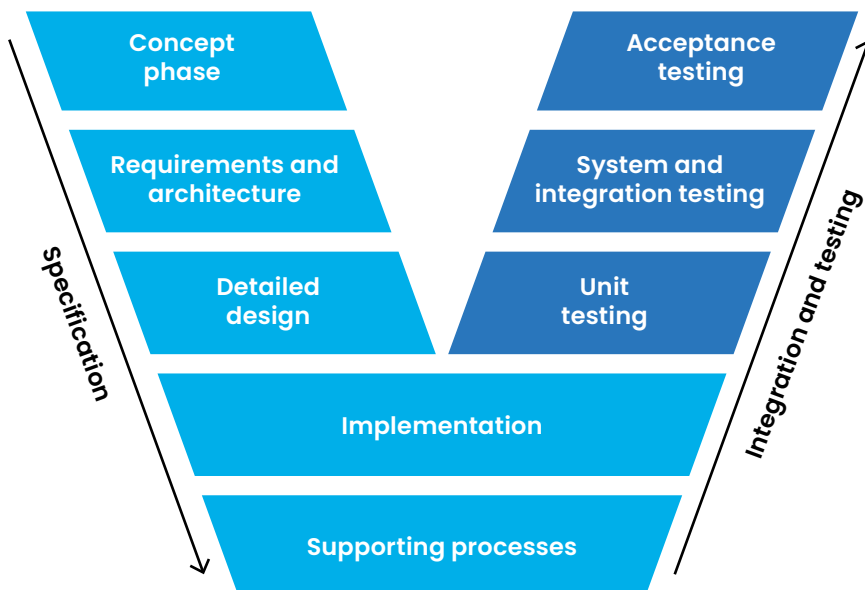 Concept
phase
Acceptance
testing
Requirements and
architecture
System and
integration testing
Detailed
design
Unit
testing
Specification
Integration and testing
Implementation
Supporting processes